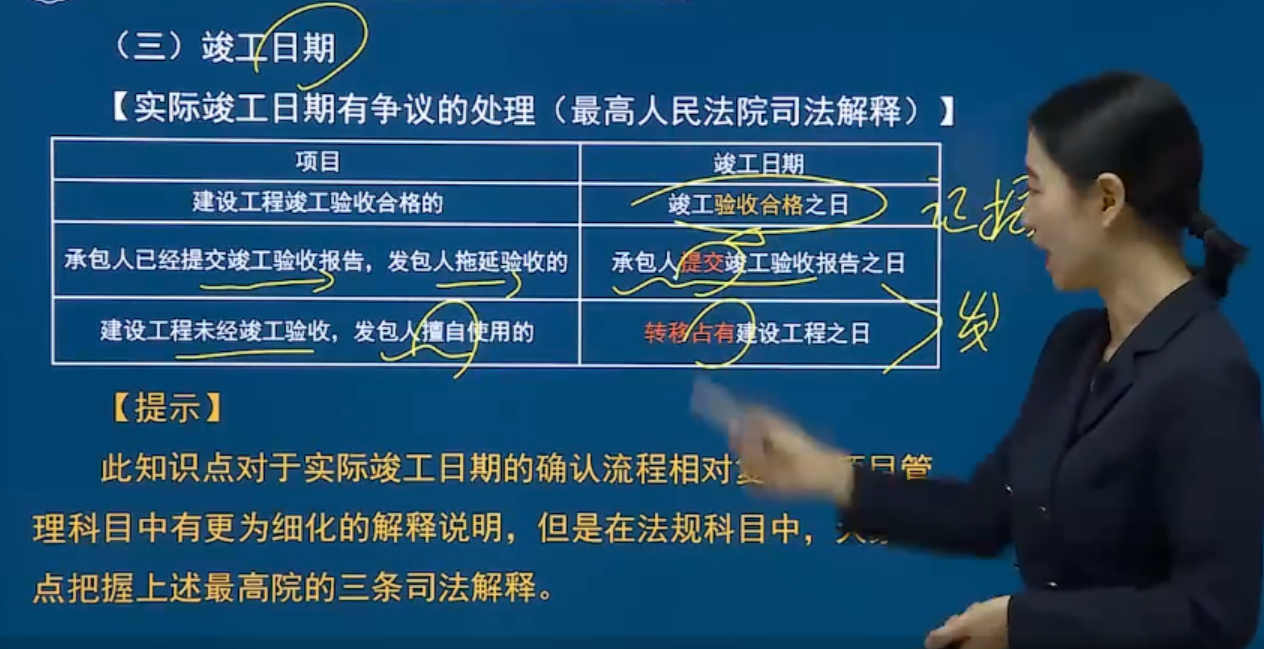 （三）竣工日期
【实际竣工日期有争议的处理（最高人民法院司法解释）】
项目 竣工日期
建设工程竣工验收合格的 竣工验收合格之日
证据
承包人已经提交竣工验收报告，发包人拖延验收的 承包人提交竣工验收报告之日
建设工程未经竣工验收，发包人擅自使用的 转移占有建设工程之日
发
【提示】
此知识点对于实际竣工日期的确认流程相对 管
理科目中有更为细化的解释说明，但是在法规科目中，
点把握上述最高院的三条司法解释。